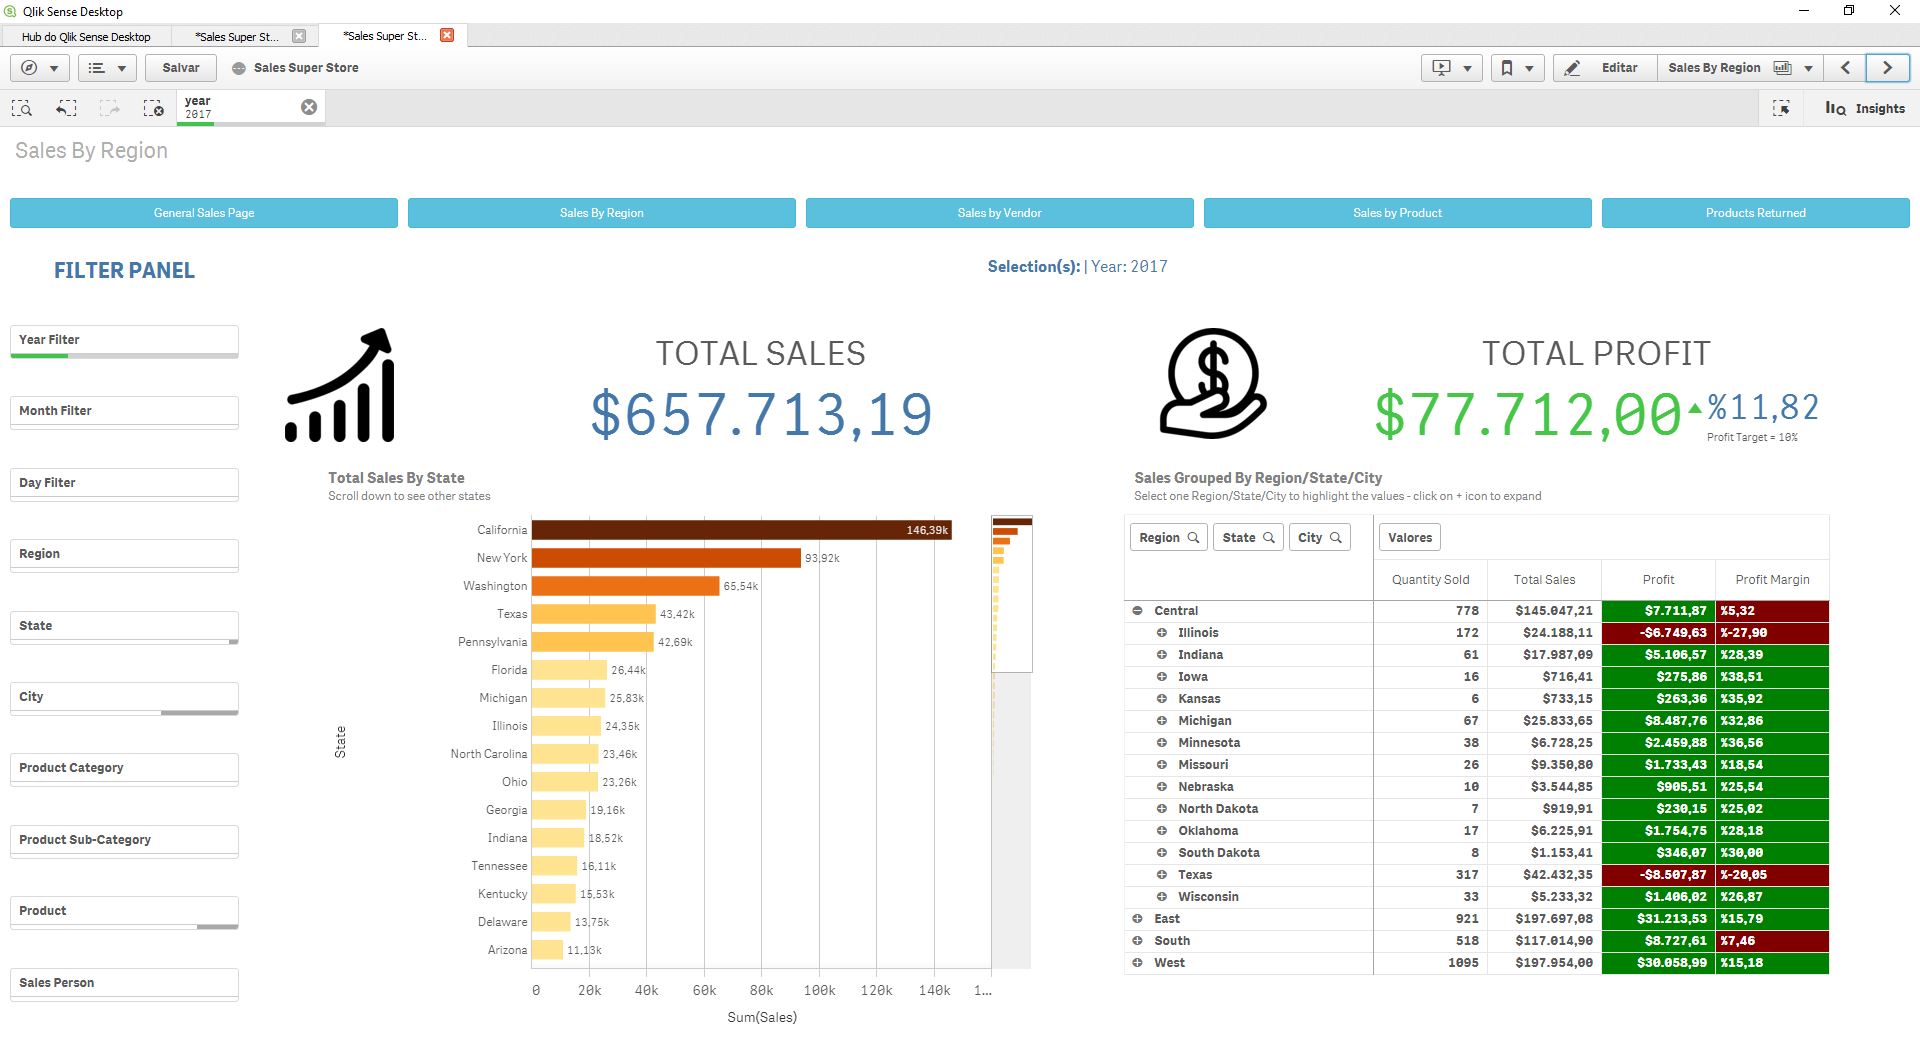 Qlik Sense Desktop
Hub do Qlik Sense Desktop
*Sales Super St...
*Sales Super St...
Salvar
Sales Super Store
Editar
Sales By Region
year
2017
Insights
Sales By Region
General Sales Page
Sales By Region
Sales by Vendor
Sales by Product
Products Returned
FILTER PANEL
Selection(s): | Year: 2017
Year Filter
Month Filter
Day Filter
Region
State
City
Product Category
Product Sub-Category
Product
Sales Person
TOTAL SALES
$657.713,19
TOTAL PROFIT
$77.712,00
%11,82
Profit Target = 10%
Total Sales By State
Scroll down to see other states
State
California 146,39k
New York 93,92k
Washington 65,54k
Texas 43,42k
Pennsylvania 42,69k
Florida 26,44k
Michigan 25,83k
Illinois 24,35k
North Carolina 23,46k
Ohio 23,26k
Georgia 19,16k
Indiana 18,52k
Tennessee 16,11k
Kentucky 15,53k
Delaware 13,75k
Arizona 11,13k
0 20k 40k 60k 80k 100k 120k 140k 1...
Sum(Sales)
Sales Grouped By Region/State/City
Select one Region/State/City to highlight the values - click on + icon to expand
Region State City Valores
Quantity Sold Total Sales Profit Profit Margin
Central 778 $145.047,21 $7.711,87 %5,32
Illinois 172 $24.188,11 -$6.749,63 %-27,90
Indiana 61 $17.987,09 $5.106,57 %28,39
Iowa 16 $716,41 $275,86 %38,51
Kansas 6 $733,15 $263,36 %35,92
Michigan 67 $25.833,65 $8.487,76 %32,86
Minnesota 38 $6.728,25 $2.459,88 %36,56
Missouri 26 $9.350,80 $1.733,43 %18,54
Nebraska 10 $3.544,85 $905,51 %25,54
North Dakota 7 $919,91 $230,15 %25,02
Oklahoma 17 $6.225,91 $1.754,75 %28,18
South Dakota 8 $1.153,41 $346,07 %30,00
Texas 317 $42.432,35 -$8.507,87 %-20,05
Wisconsin 33 $5.233,32 $1.406,02 %26,87
East 921 $197.697,08 $31.213,53 %15,79
South 518 $117.014,90 $8.727,61 %7,46
West 1095 $197.954,00 $30.058,99 %15,18